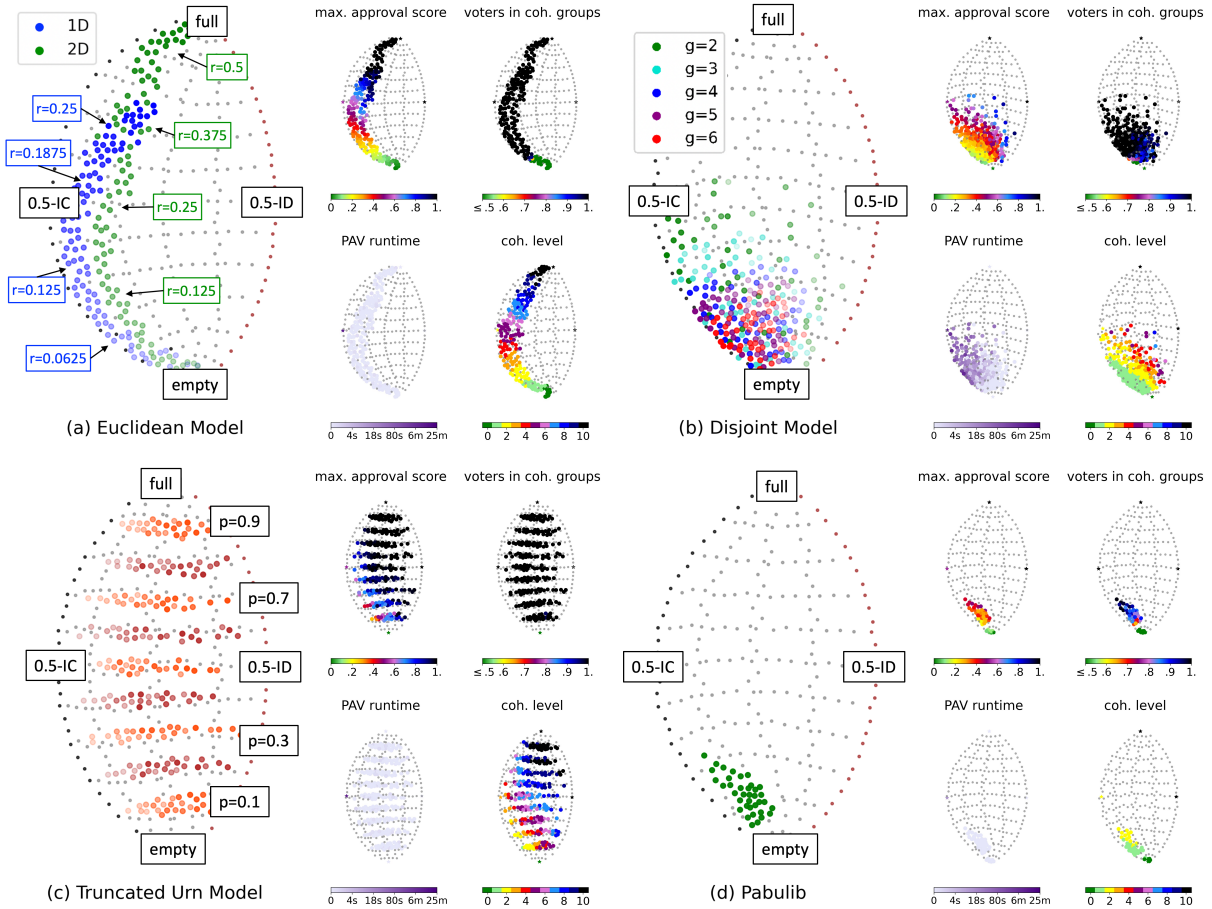 1D
2D
full
r=0.5
r=0.25
r=0.375
r=0.1875
0.5-IC
0.5-ID
r=0.25
r=0.125
r=0.125
r=0.0625
empty
(a) Euclidean Model
max. approval score
0 .2 .4 .6 .8 1.
voters in coh. groups
≤.5 .6 .7 .8 .9 1.
PAV runtime
0 4s 18s 80s 6m 25m
coh. level
0 2 4 6 8 10
full
g=2
g=3
g=4
g=5
g=6
0.5-IC
0.5-ID
empty
(b) Disjoint Model
max. approval score
0 .2 .4 .6 .8 1.
voters in coh. groups
≤.5 .6 .7 .8 .9 1.
PAV runtime
0 4s 18s 80s 6m 25m
coh. level
0 2 4 6 8 10
full
p=0.9
p=0.7
0.5-IC
0.5-ID
p=0.3
p=0.1
empty
(c) Truncated Urn Model
max. approval score
0 .2 .4 .6 .8 1.
voters in coh. groups
≤.5 .6 .7 .8 .9 1.
PAV runtime
0 4s 18s 80s 6m 25m
coh. level
0 2 4 6 8 10
full
0.5-IC
0.5-ID
empty
(d) Pabulib
max. approval score
0 .2 .4 .6 .8 1.
voters in coh. groups
≤.5 .6 .7 .8 .9 1.
PAV runtime
0 4s 18s 80s 6m 25m
coh. level
0 2 4 6 8 10